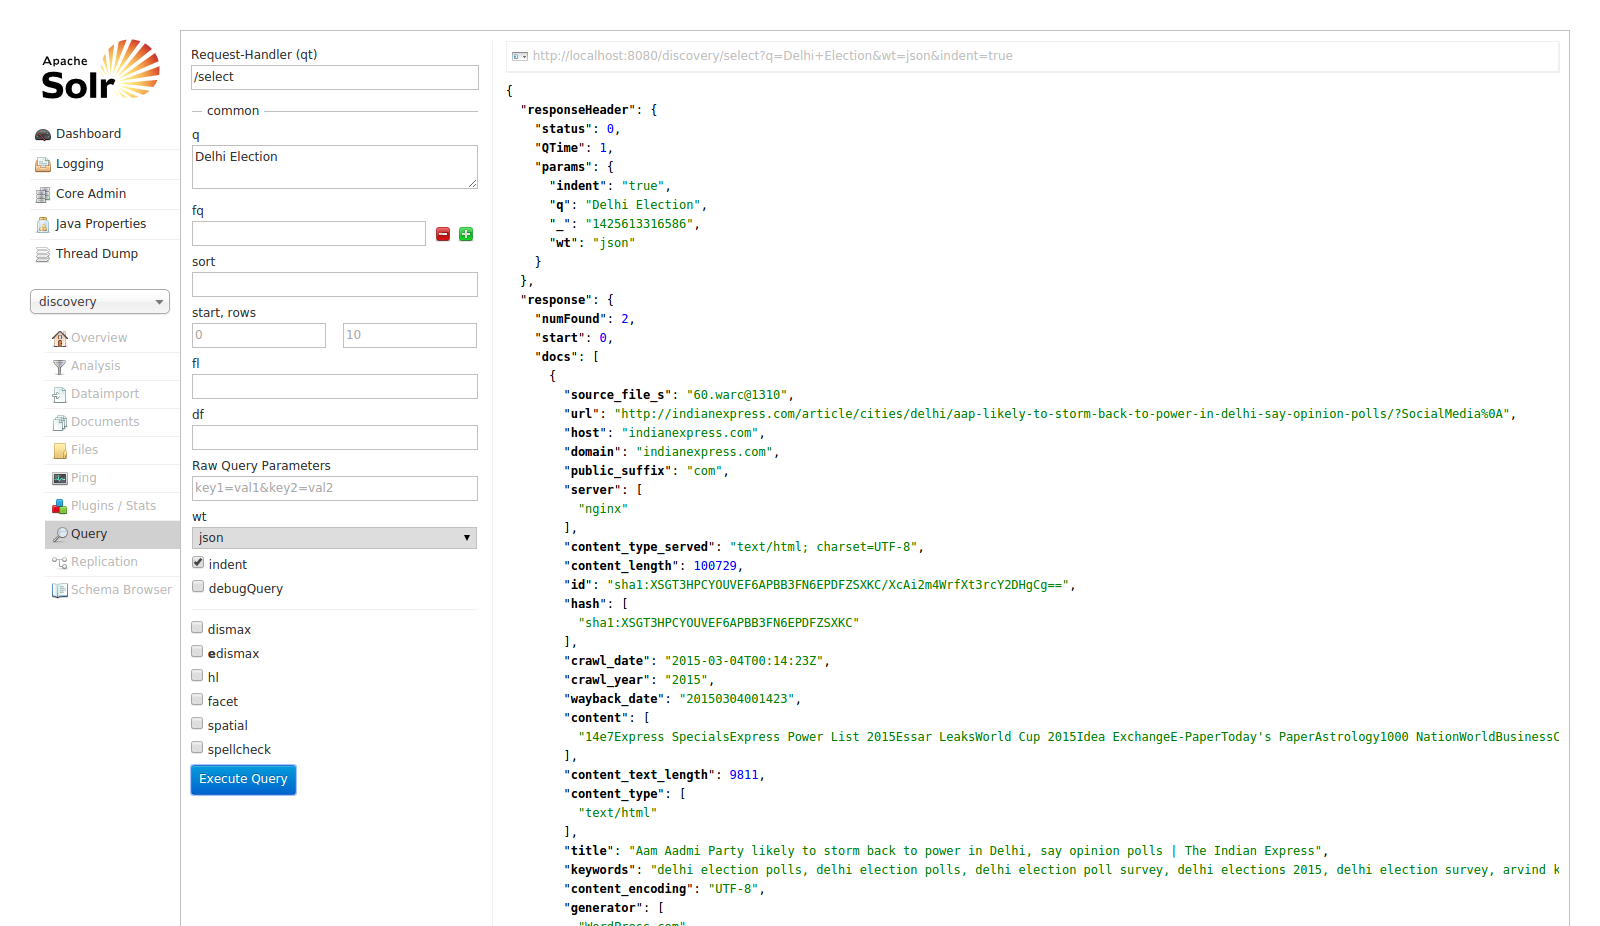 Apache
Solr
Dashboard
Logging
Core Admin
Java Properties
Thread Dump
discovery
Overview
Analysis
Dataimport
Documents
Files
Ping
Plugins / Stats
Query
Replication
Schema Browser
Request-Handler (qt)
/select
common
q
Delhi Election
fq
sort
start, rows
0 10
fl
df
Raw Query Parameters
key1=val1&key2=val2
wt
json
indent
debugQuery
dismax
edismax
hl
facet
spatial
spellcheck
Execute Query
http://localhost:8080/discovery/select?q=Delhi+Election&wt=json&indent=true
{
"responseHeader": {
"status": 0,
"QTime": 1,
"params": {
"indent": "true",
"q": "Delhi Election",
"_": "1425613316586",
"wt": "json"
}
},
"response": {
"numFound": 2,
"start": 0,
"docs": [
{
"source_file_s": "60.warc@1310",
"url": "http://indianexpress.com/article/cities/delhi/aap-likely-to-storm-back-to-power-in-delhi-say-opinion-polls/?SocialMedia%0A",
"host": "indianexpress.com",
"domain": "indianexpress.com",
"public_suffix": "com",
"server": [
"nginx"
],
"content_type_served": "text/html; charset=UTF-8",
"content_length": 100729,
"id": "sha1:XSGT3HPCYOUVEF6APBB3FN6EPDFZSXKC/XcAi2m4WrfXt3rcY2DHgCg==",
"hash": [
"sha1:XSGT3HPCYOUVEF6APBB3FN6EPDFZSXKC"
],
"crawl_date": "2015-03-04T00:14:23Z",
"crawl_year": "2015",
"wayback_date": "20150304001423",
"content": [
"14e7Express SpecialsExpress Power List 2015Essar LeaksWorld Cup 2015Idea ExchangeE-PaperToday's PaperAstrology1000 NationWorldBusinessC
],
"content_text_length": 9811,
"content_type": [
"text/html"
],
"title": "Aam Aadmi Party likely to storm back to power in Delhi, say opinion polls | The Indian Express",
"keywords": "delhi election polls, delhi election polls, delhi election poll survey, delhi elections 2015, delhi election survey, arvind k
"content_encoding": "UTF-8",
"generator": [
"WordPress.com"